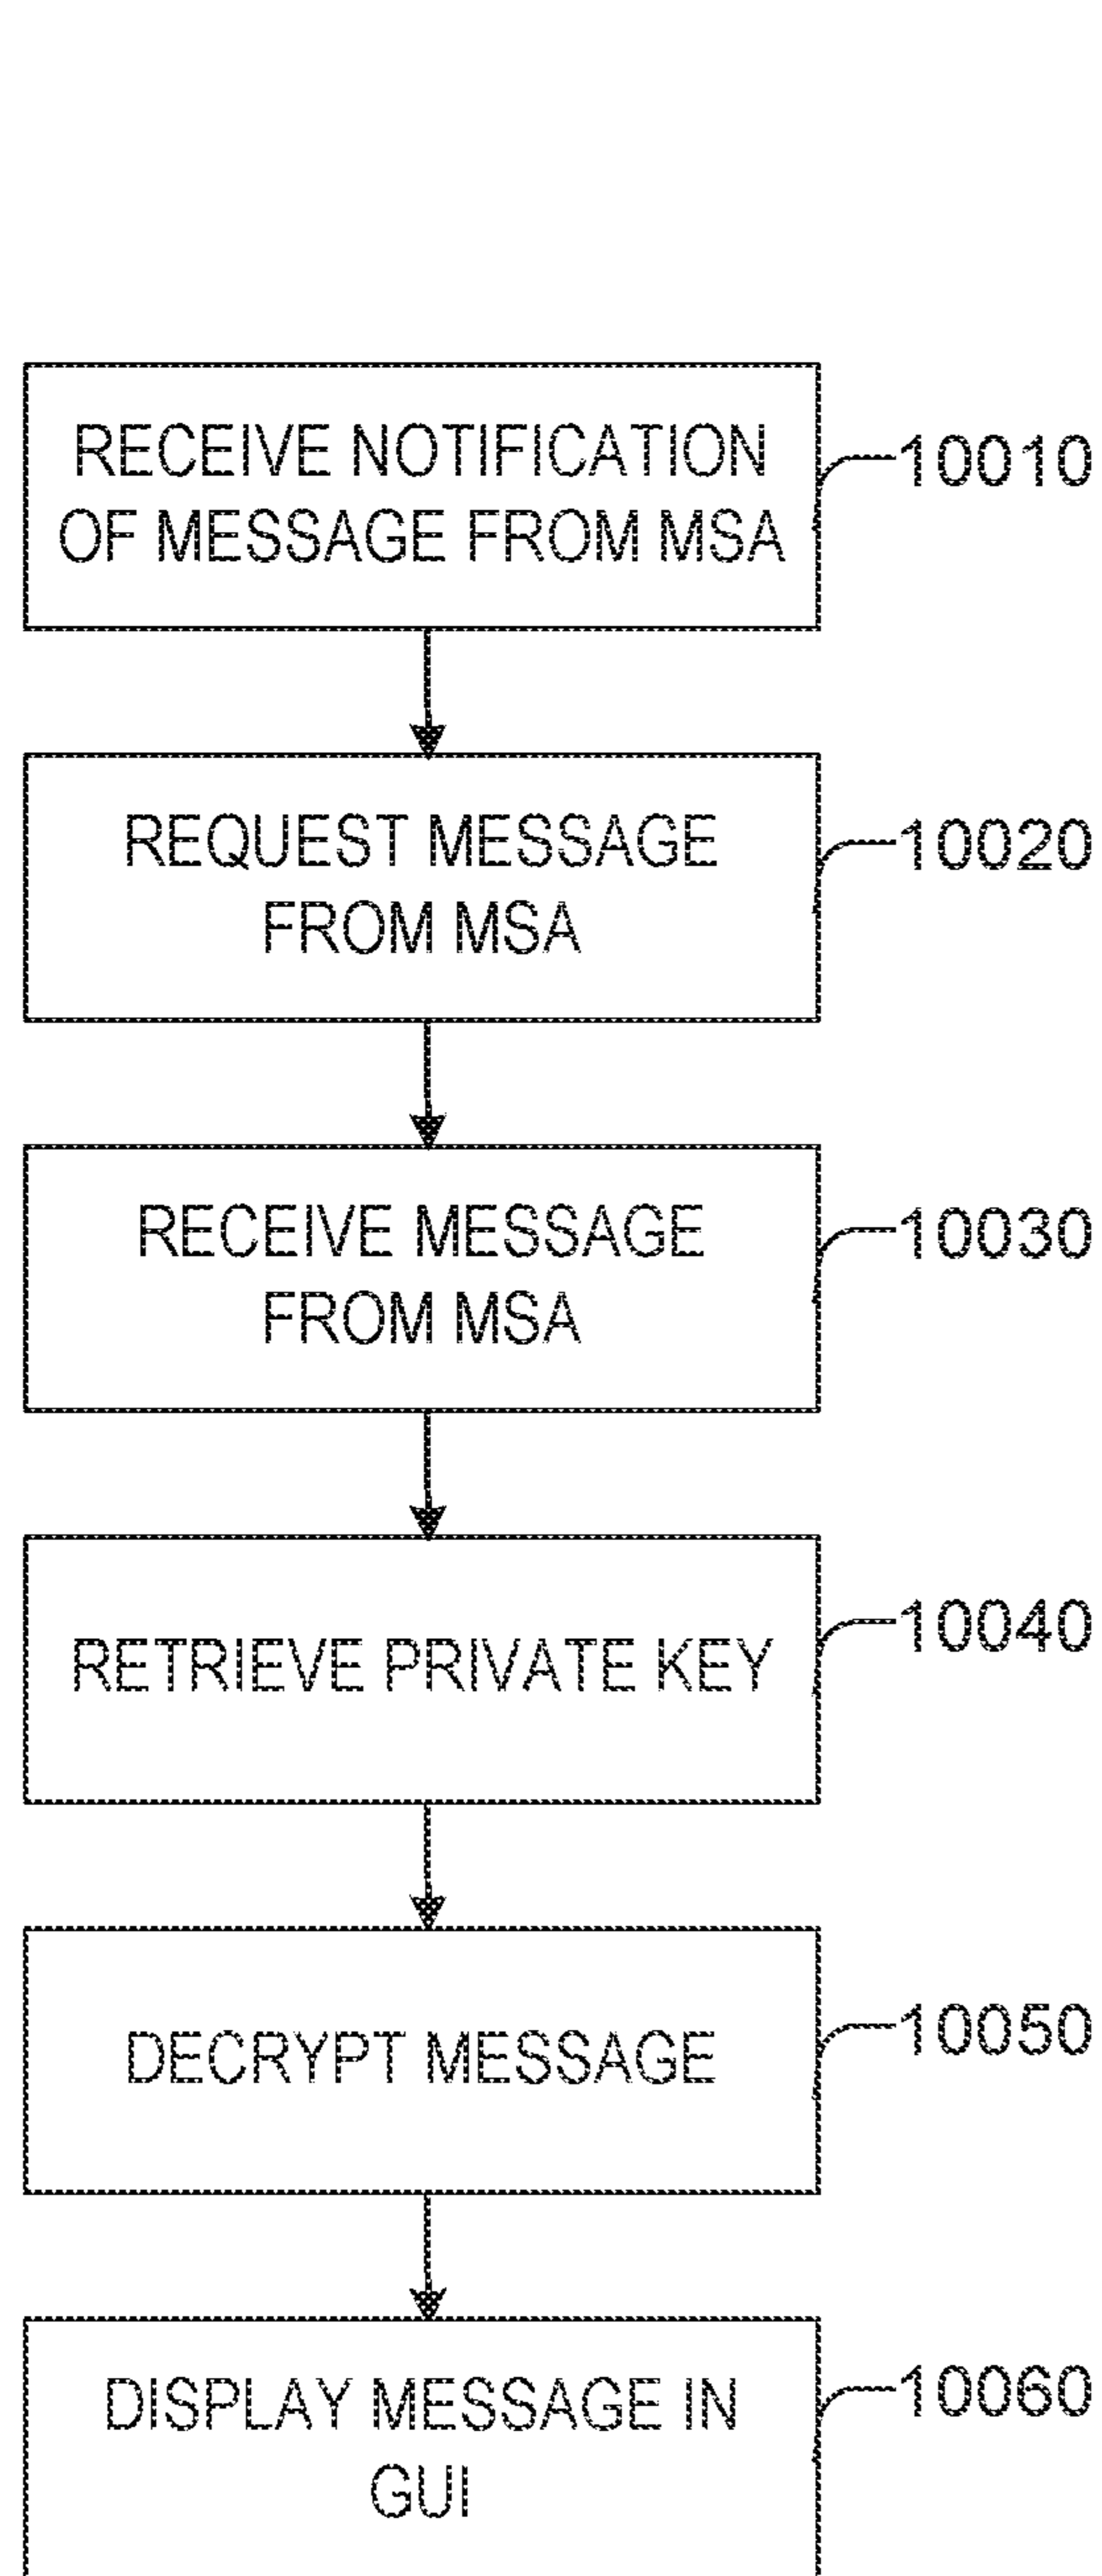 RECEIVE NOTIFICATION
OF MESSAGE FROM MSA
10010
REQUEST MESSAGE
FROM MSA
10020
RECEIVE MESSAGE
FROM MSA
10030
RETRIEVE PRIVATE KEY
10040
DECRYPT MESSAGE
10050
DISPLAY MESSAGE IN
GUI
10060